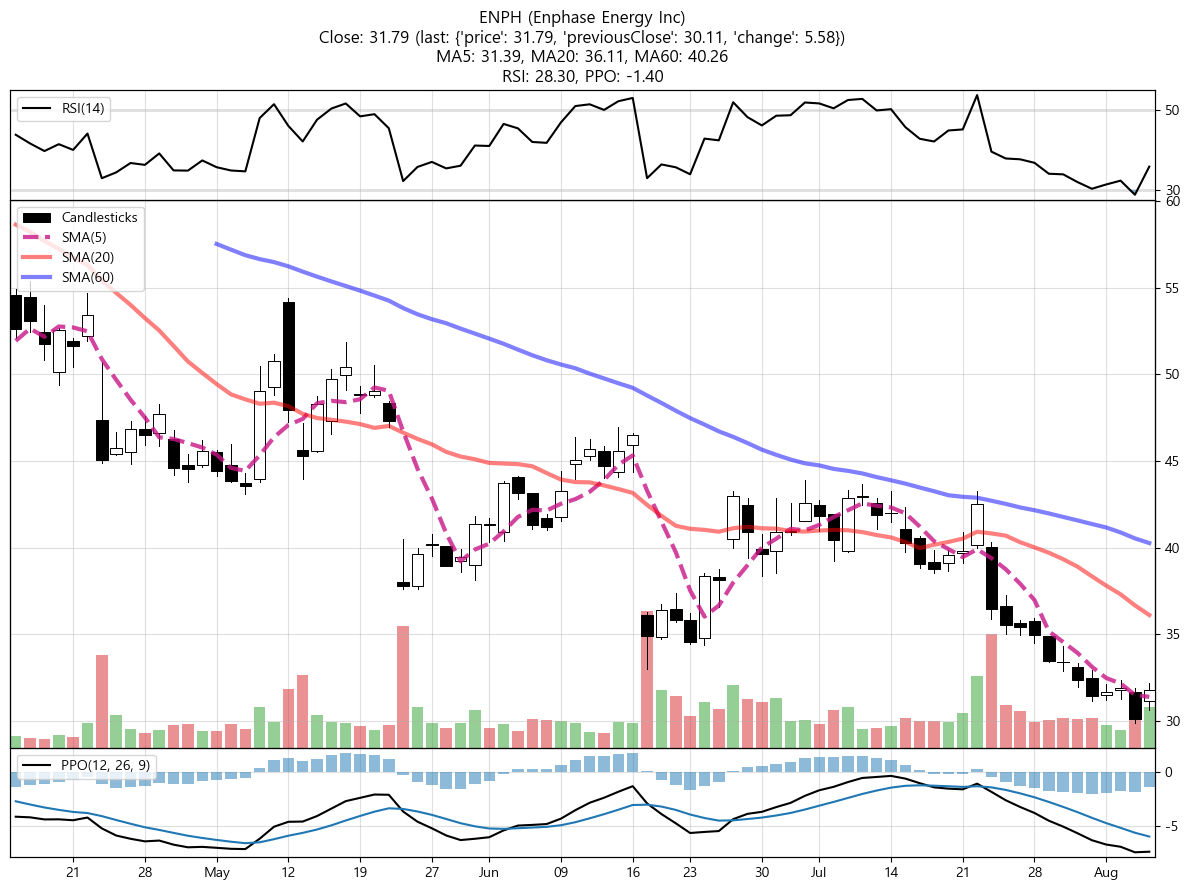 ENPH (Enphase Energy Inc)
Close: 31.79 (last: {'price': 31.79, 'previousClose': 30.11, 'change': 5.58})
MA5: 31.39, MA20: 36.11, MA60: 40.26
RSI: 28.30, PPO: -1.40
RSI(14)
50
30
60
Candlesticks
SMA(5)
SMA(20)
SMA(60)
55
50
45
40
35
30
PPO(12, 26, 9)
0
-5
21 28 May 12 19 27 Jun 09 16 23 30 Jul 14 21 28 Aug